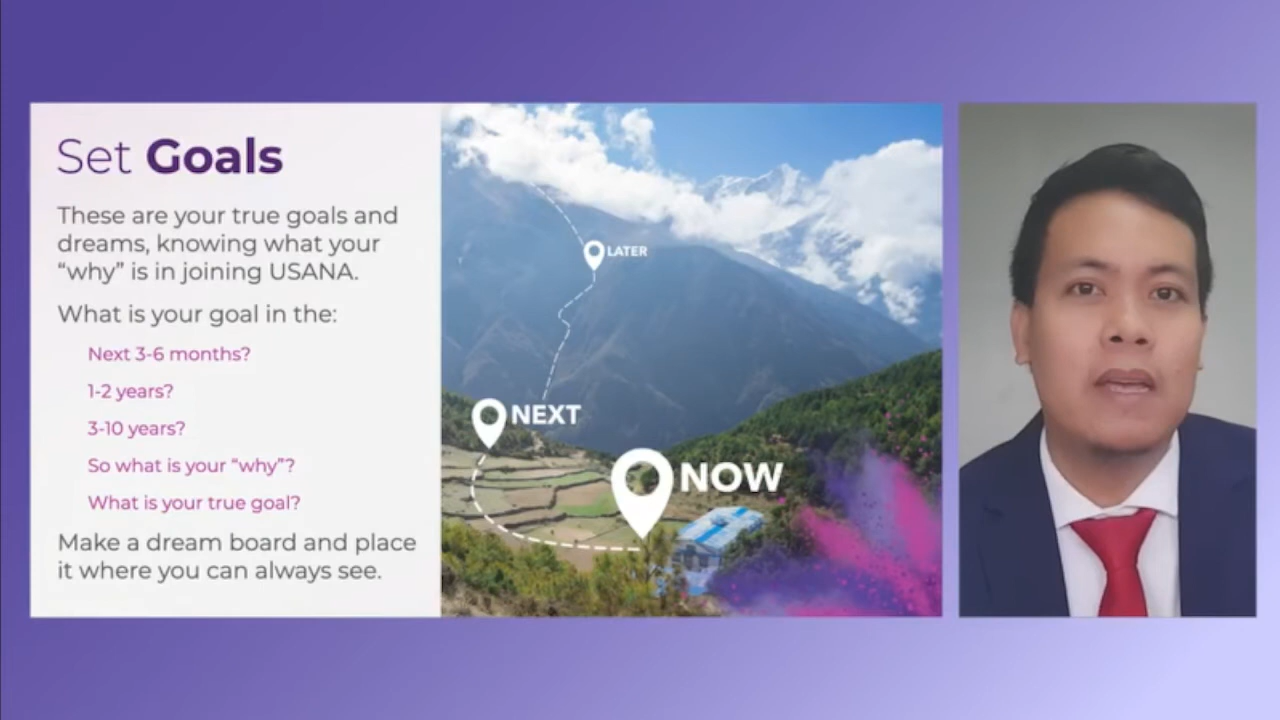 Set Goals
These are your true goals and
dreams, knowing what your
“why” is in joining USANA.
What is your goal in the:
Next 3-6 months?
1-2 years?
3-10 years?
So what is your “why”?
What is your true goal?
Make a dream board and place
it where you can always see.
LATER
NEXT
NOW